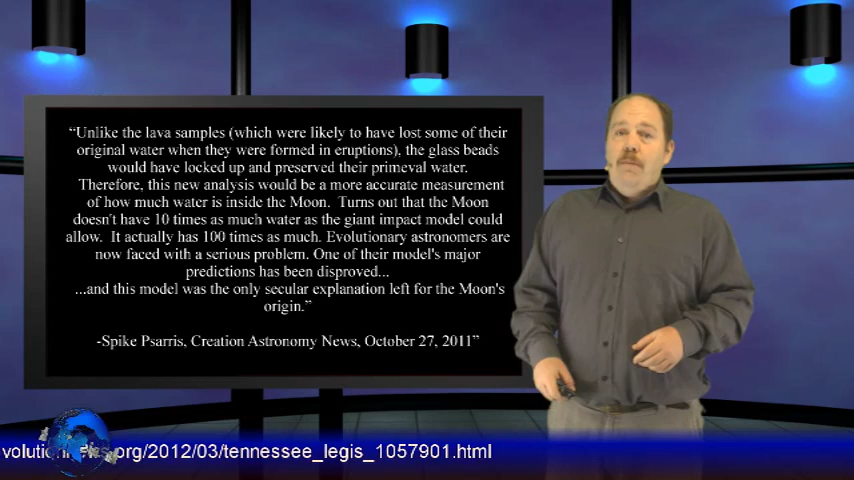 “Unlike the lava samples (which were likely to have lost some of their
original water when they were formed in eruptions), the glass beads
would have locked up and preserved their primeval water.
Therefore, this new analysis would be a more accurate measurement
of how much water is inside the Moon. Turns out that the Moon
doesn't have 10 times as much water as the giant impact model could
allow. It actually has 100 times as much. Evolutionary astronomers are
now faced with a serious problem. One of their model's major
predictions has been disproved...
...and this model was the only secular explanation left for the Moon's
origin.”
-Spike Psarris, Creation Astronomy News, October 27, 2011”
/2012/03/tennessee_legis_1057901.html